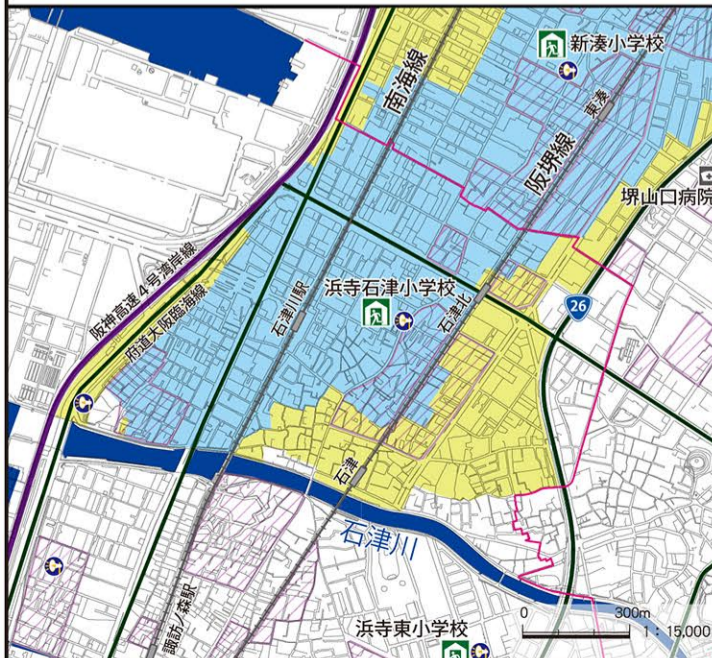 新湊小学校
南海線
東湊
阪堺線
堺山口病院
阪神高速4号湾岸線
府道大阪臨海線
浜寺石津小学校
石津川駅
石津北
26
石津
石津川
諏訪ノ森駅
浜寺東小学校
0 300m
1：15,000